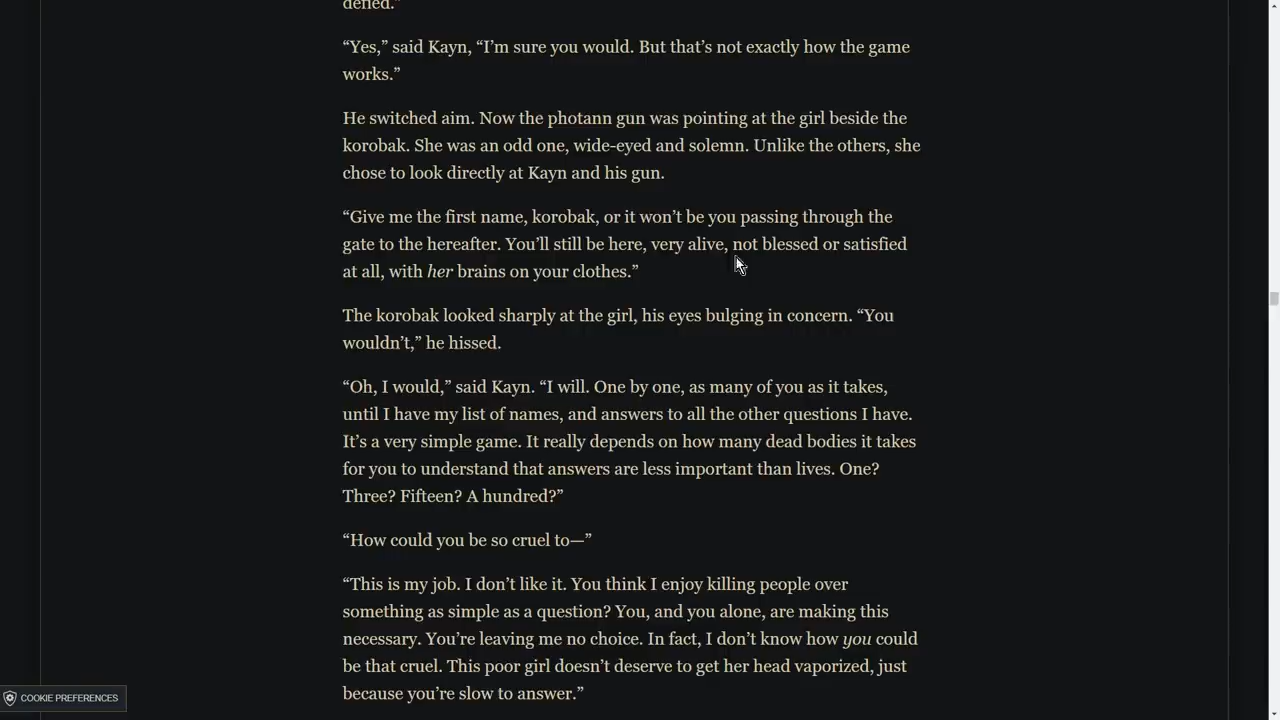 defied.”
“Yes,” said Kayn, “I’m sure you would. But that’s not exactly how the game
works.”
He switched aim. Now the photann gun was pointing at the girl beside the
korobak. She was an odd one, wide-eyed and solemn. Unlike the others, she
chose to look directly at Kayn and his gun.
“Give me the first name, korobak, or it won’t be you passing through the
gate to the hereafter. You’ll still be here, very alive, not blessed or satisfied
at all, with her brains on your clothes.”
The korobak looked sharply at the girl, his eyes bulging in concern. “You
wouldn’t,” he hissed.
“Oh, I would,” said Kayn. “I will. One by one, as many of you as it takes,
until I have my list of names, and answers to all the other questions I have.
It’s a very simple game. It really depends on how many dead bodies it takes
for you to understand that answers are less important than lives. One?
Three? Fifteen? A hundred?”
“How could you be so cruel to—”
“This is my job. I don’t like it. You think I enjoy killing people over
something as simple as a question? You, and you alone, are making this
necessary. You’re leaving me no choice. In fact, I don’t know how you could
be that cruel. This poor girl doesn’t deserve to get her head vaporized, just
because you’re slow to answer.”
COOKIE PREFERENCES